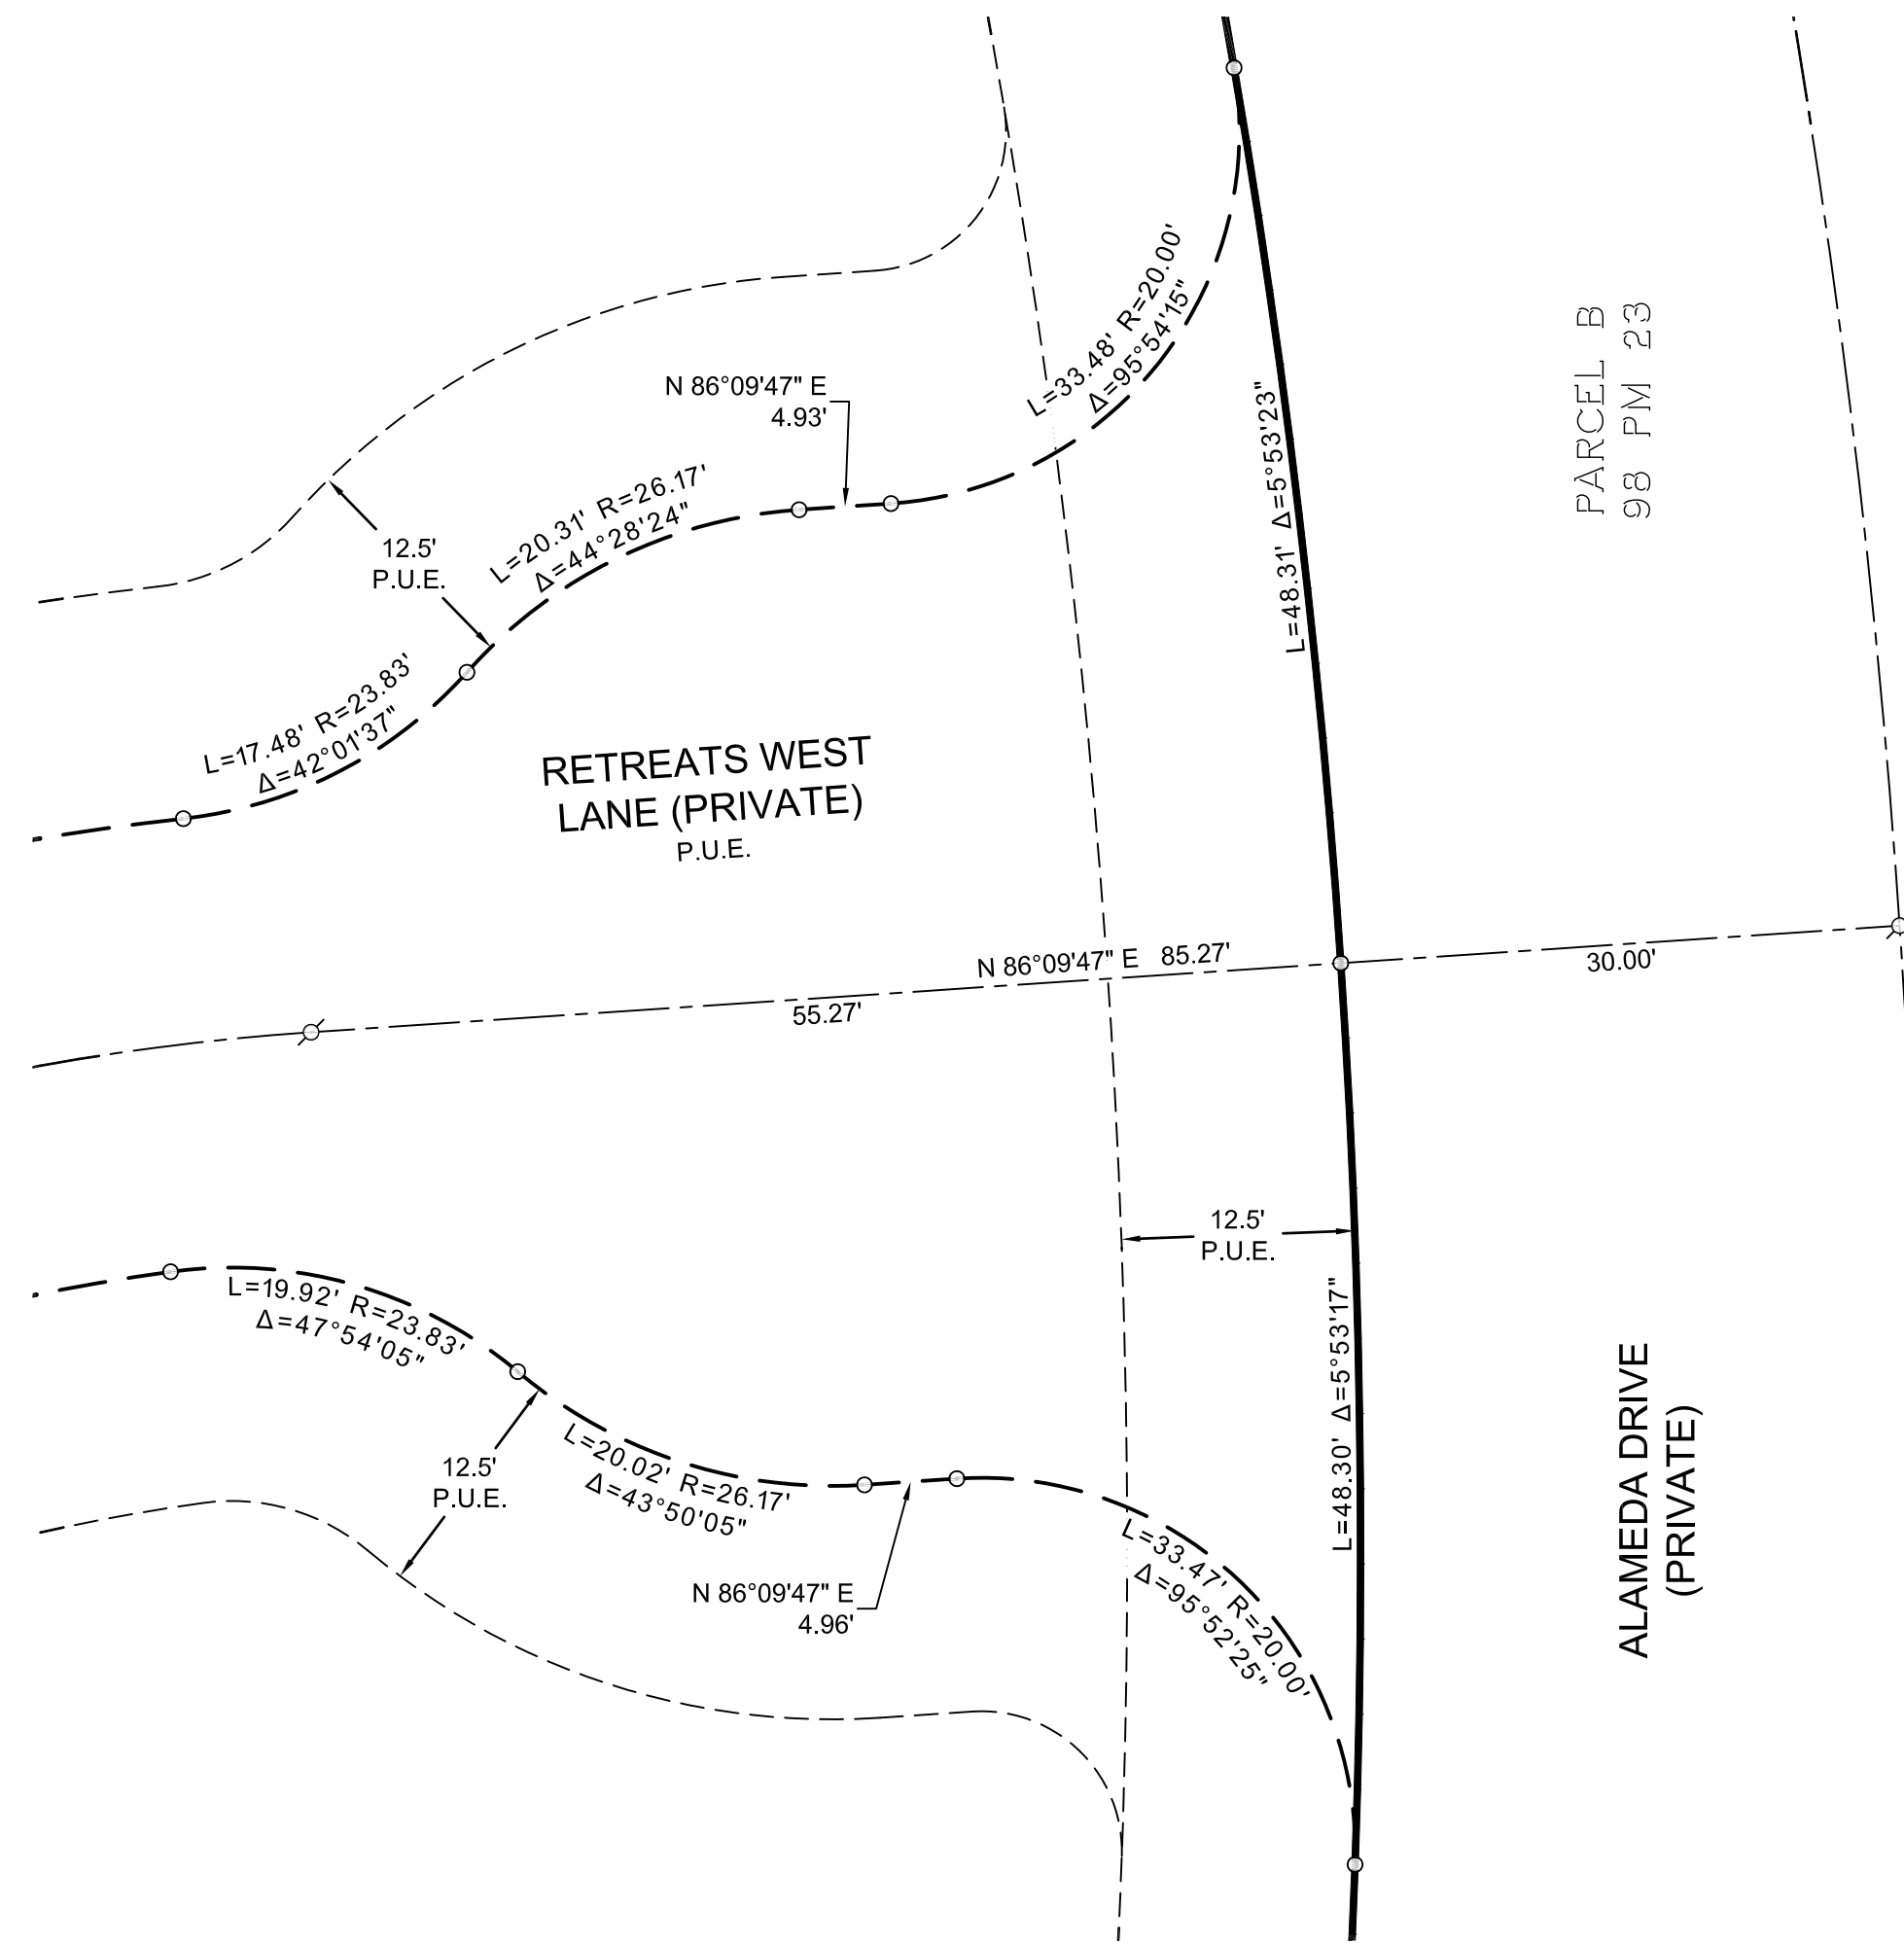 L=33.48' R=20.00'
Δ=95°54'15"
PARCEL B
98 PM 23
N 86°09'47" E
4.93'
L=48.31' Δ=5°53'23"
L=20.31' R=26.17'
Δ=44°28'24"
12.5'
P.U.E.
L=17.48' R=23.83'
Δ=42°01'37"
RETREATS WEST
LANE (PRIVATE)
P.U.E.
N 86°09'47" E 85.27'
55.27'
30.00'
12.5'
P.U.E.
L=19.92' R=23.83'
Δ=47°54'05"
L=48.30' Δ=5°53'17"
ALAMEDA DRIVE
(PRIVATE)
12.5'
P.U.E.
L=20.02' R=26.17'
Δ=43°50'05"
N 86°09'47" E
4.96'
L=33.47' R=20.00'
Δ=95°52'25"